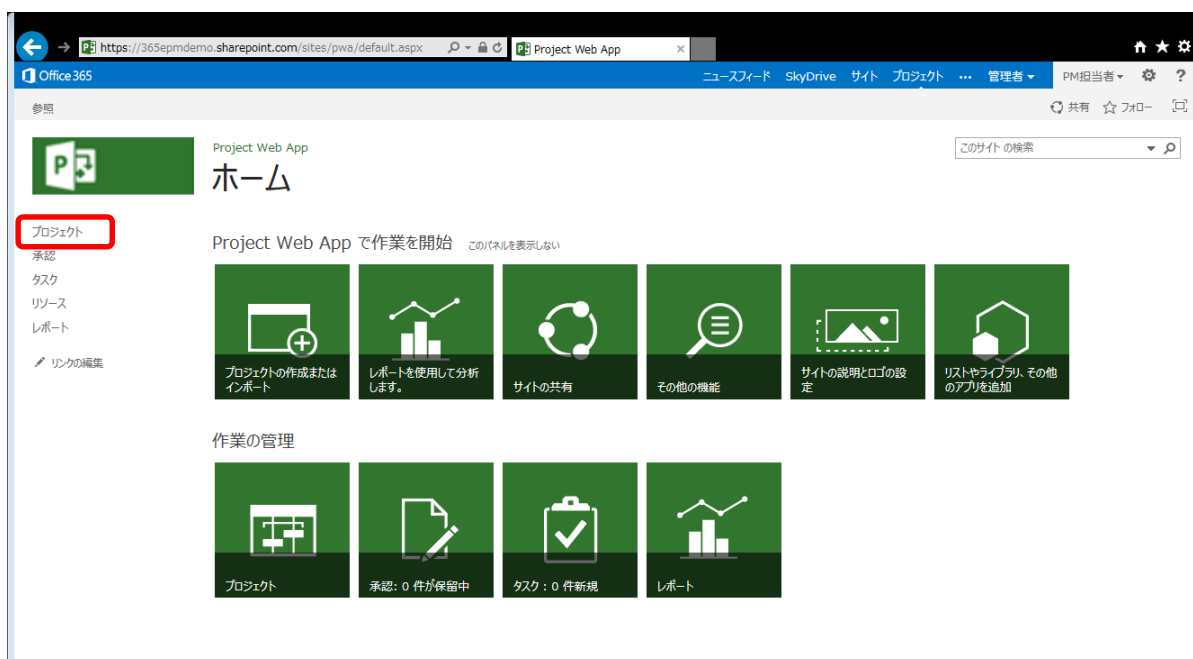 https://365epmdemo.sharepoint.com/sites/pwa/default.aspx
Project Web App
Office 365
ニュースフィード SkyDrive サイト プロジェクト ••• 管理者 PM担当者 ?
参照
共有 フォロー
P
Project Web App
ホーム
このサイト の検索
プロジェクト
承認
タスク
リソース
レポート
リンクの編集
Project Web App で作業を開始 このパネルを表示しない
プロジェクトの作成または
インポート
レポートを使用して分析
します。
サイトの共有
その他の機能
サイトの説明とロゴの設
定
リストやライブラリ、その他
のアプリを追加
作業の管理
プロジェクト
承認: 0 件が保留中
タスク : 0 件新規
レポート